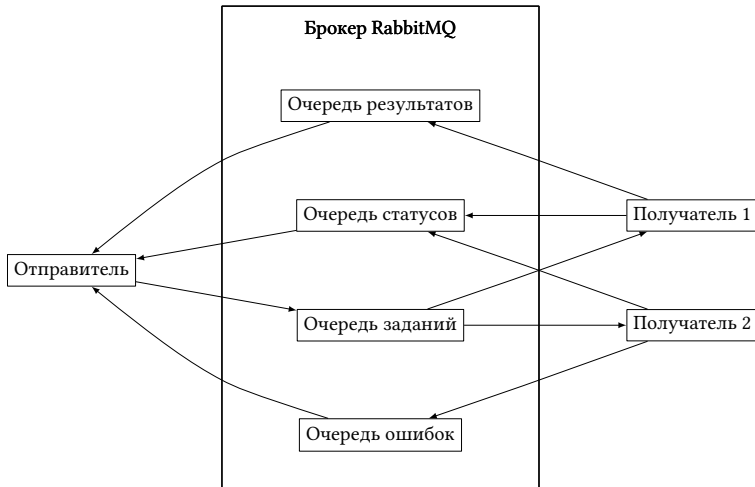 Брокер RabbitMQ
Очередь результатов
Очередь статусов
Получатель 1
Отправитель
Очередь заданий
Получатель 2
Очередь ошибок